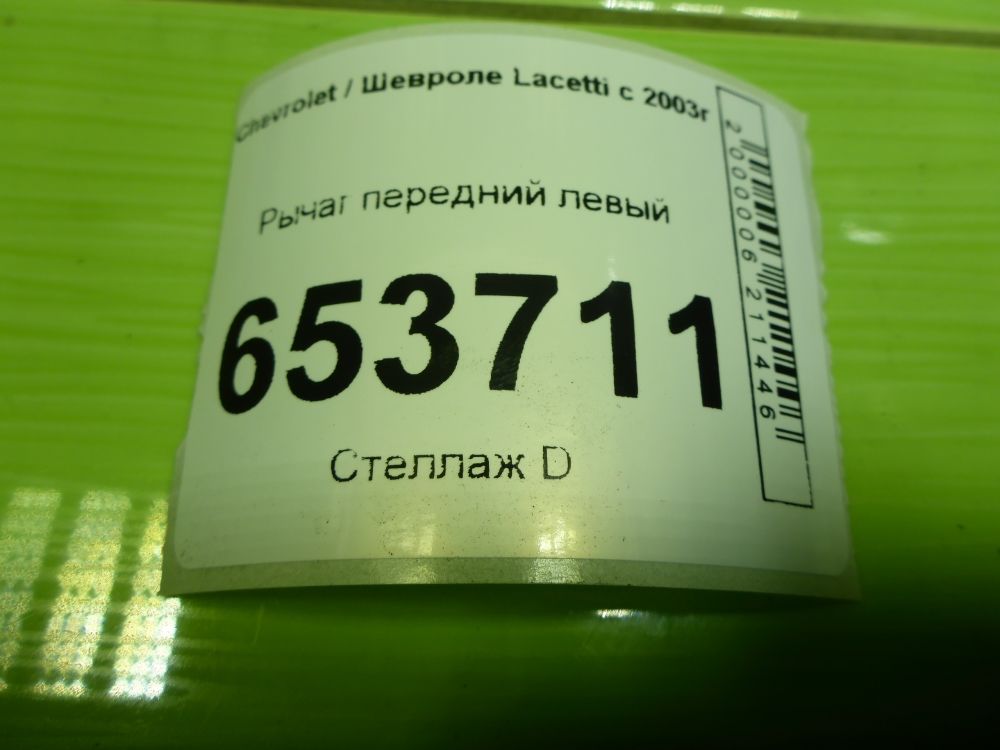 Chevrolet / Шевроле Lacetti с 2003г
Рычаг передний левый
653711
Стеллаж D
2000006211446